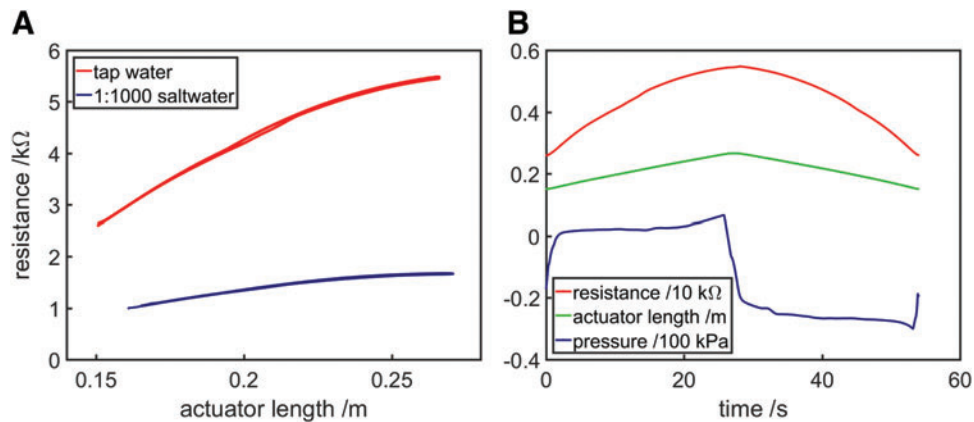 A
resistance /kΩ
6
5
4
3
2
1
0
tap water
1:1000 saltwater
0.15
0.2
0.25
actuator length /m
B
0.6
0.4
0.2
0
-0.2
-0.4
resistance /10 kΩ
actuator length /m
pressure /100 kPa
0
20
40
60
time /s